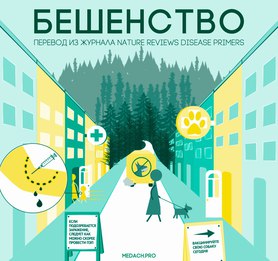 БЕШЕНСТВО
ПЕРЕВОД ИЗ ЖУРНАЛА NATURE REVIEWS DISEASE PRIMERS
ЕСЛИ
ПОДОЗРЕВАЕТСЯ
ЗАРАЖЕНИЕ,
СЛЕДУЕТ КАК
МОЖНО СКОРЕЕ
ПРОВЕСТИ ПЭП
ВАКЦИНИРУЙТЕ
СВОЮ СОБАКУ
СЕГОДНЯ
MEDACH.PRO